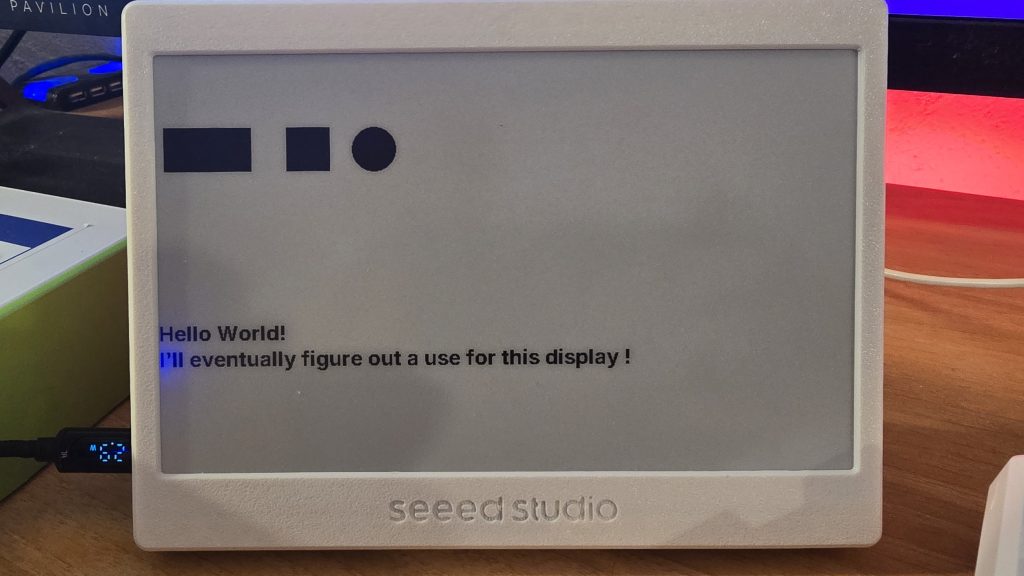 PAVILION
Hello World!
I'll eventually figure out a use for this display !
seeed studio